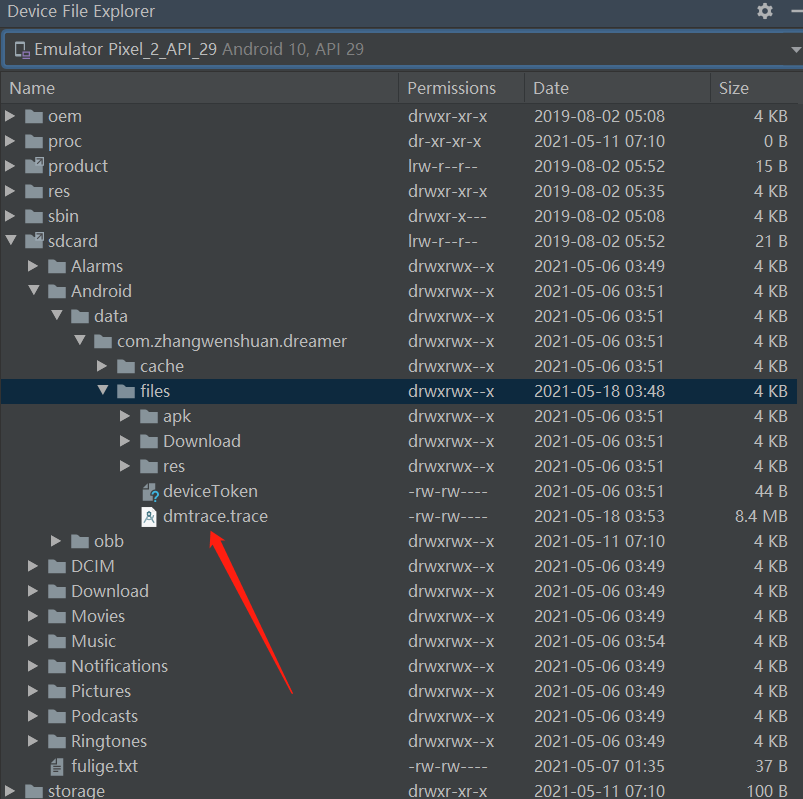 Device File Explorer
Emulator Pixel_2_API_29 Android 10, API 29
Name Permissions Date Size
oem drwxr-xr-x 2019-08-02 05:08 4 KB
proc dr-xr-xr-x 2021-05-11 07:10 0 B
product lrw-r--r-- 2019-08-02 05:52 15 B
res drwxr-xr-x 2019-08-02 05:35 4 KB
sbin drwxr-x--- 2019-08-02 05:08 4 KB
sdcard lrw-r--r-- 2019-08-02 05:52 21 B
Alarms drwxrwx--x 2021-05-06 03:49 4 KB
Android drwxrwx--x 2021-05-06 03:51 4 KB
data drwxrwx--x 2021-05-06 03:51 4 KB
com.zhangwenshuan.dreamer drwxrwx--x 2021-05-06 03:51 4 KB
cache drwxrwx--x 2021-05-06 03:51 4 KB
files drwxrwx--x 2021-05-18 03:48 4 KB
apk drwxrwx--x 2021-05-06 03:51 4 KB
Download drwxrwx--x 2021-05-06 03:51 4 KB
res drwxrwx--x 2021-05-06 03:51 4 KB
deviceToken -rw-rw---- 2021-05-06 03:51 44 B
dmtrace.trace -rw-rw---- 2021-05-18 03:53 8.4 MB
obb drwxrwx--x 2021-05-11 07:10 4 KB
DCIM drwxrwx--x 2021-05-06 03:49 4 KB
Download drwxrwx--x 2021-05-06 03:49 4 KB
Movies drwxrwx--x 2021-05-06 03:49 4 KB
Music drwxrwx--x 2021-05-06 03:54 4 KB
Notifications drwxrwx--x 2021-05-06 03:49 4 KB
Pictures drwxrwx--x 2021-05-06 03:49 4 KB
Podcasts drwxrwx--x 2021-05-06 03:49 4 KB
Ringtones drwxrwx--x 2021-05-06 03:49 4 KB
fulige.txt -rw-rw---- 2021-05-07 01:35 37 B
storage drwxr-xr-x 2021-05-11 07:10 100 B